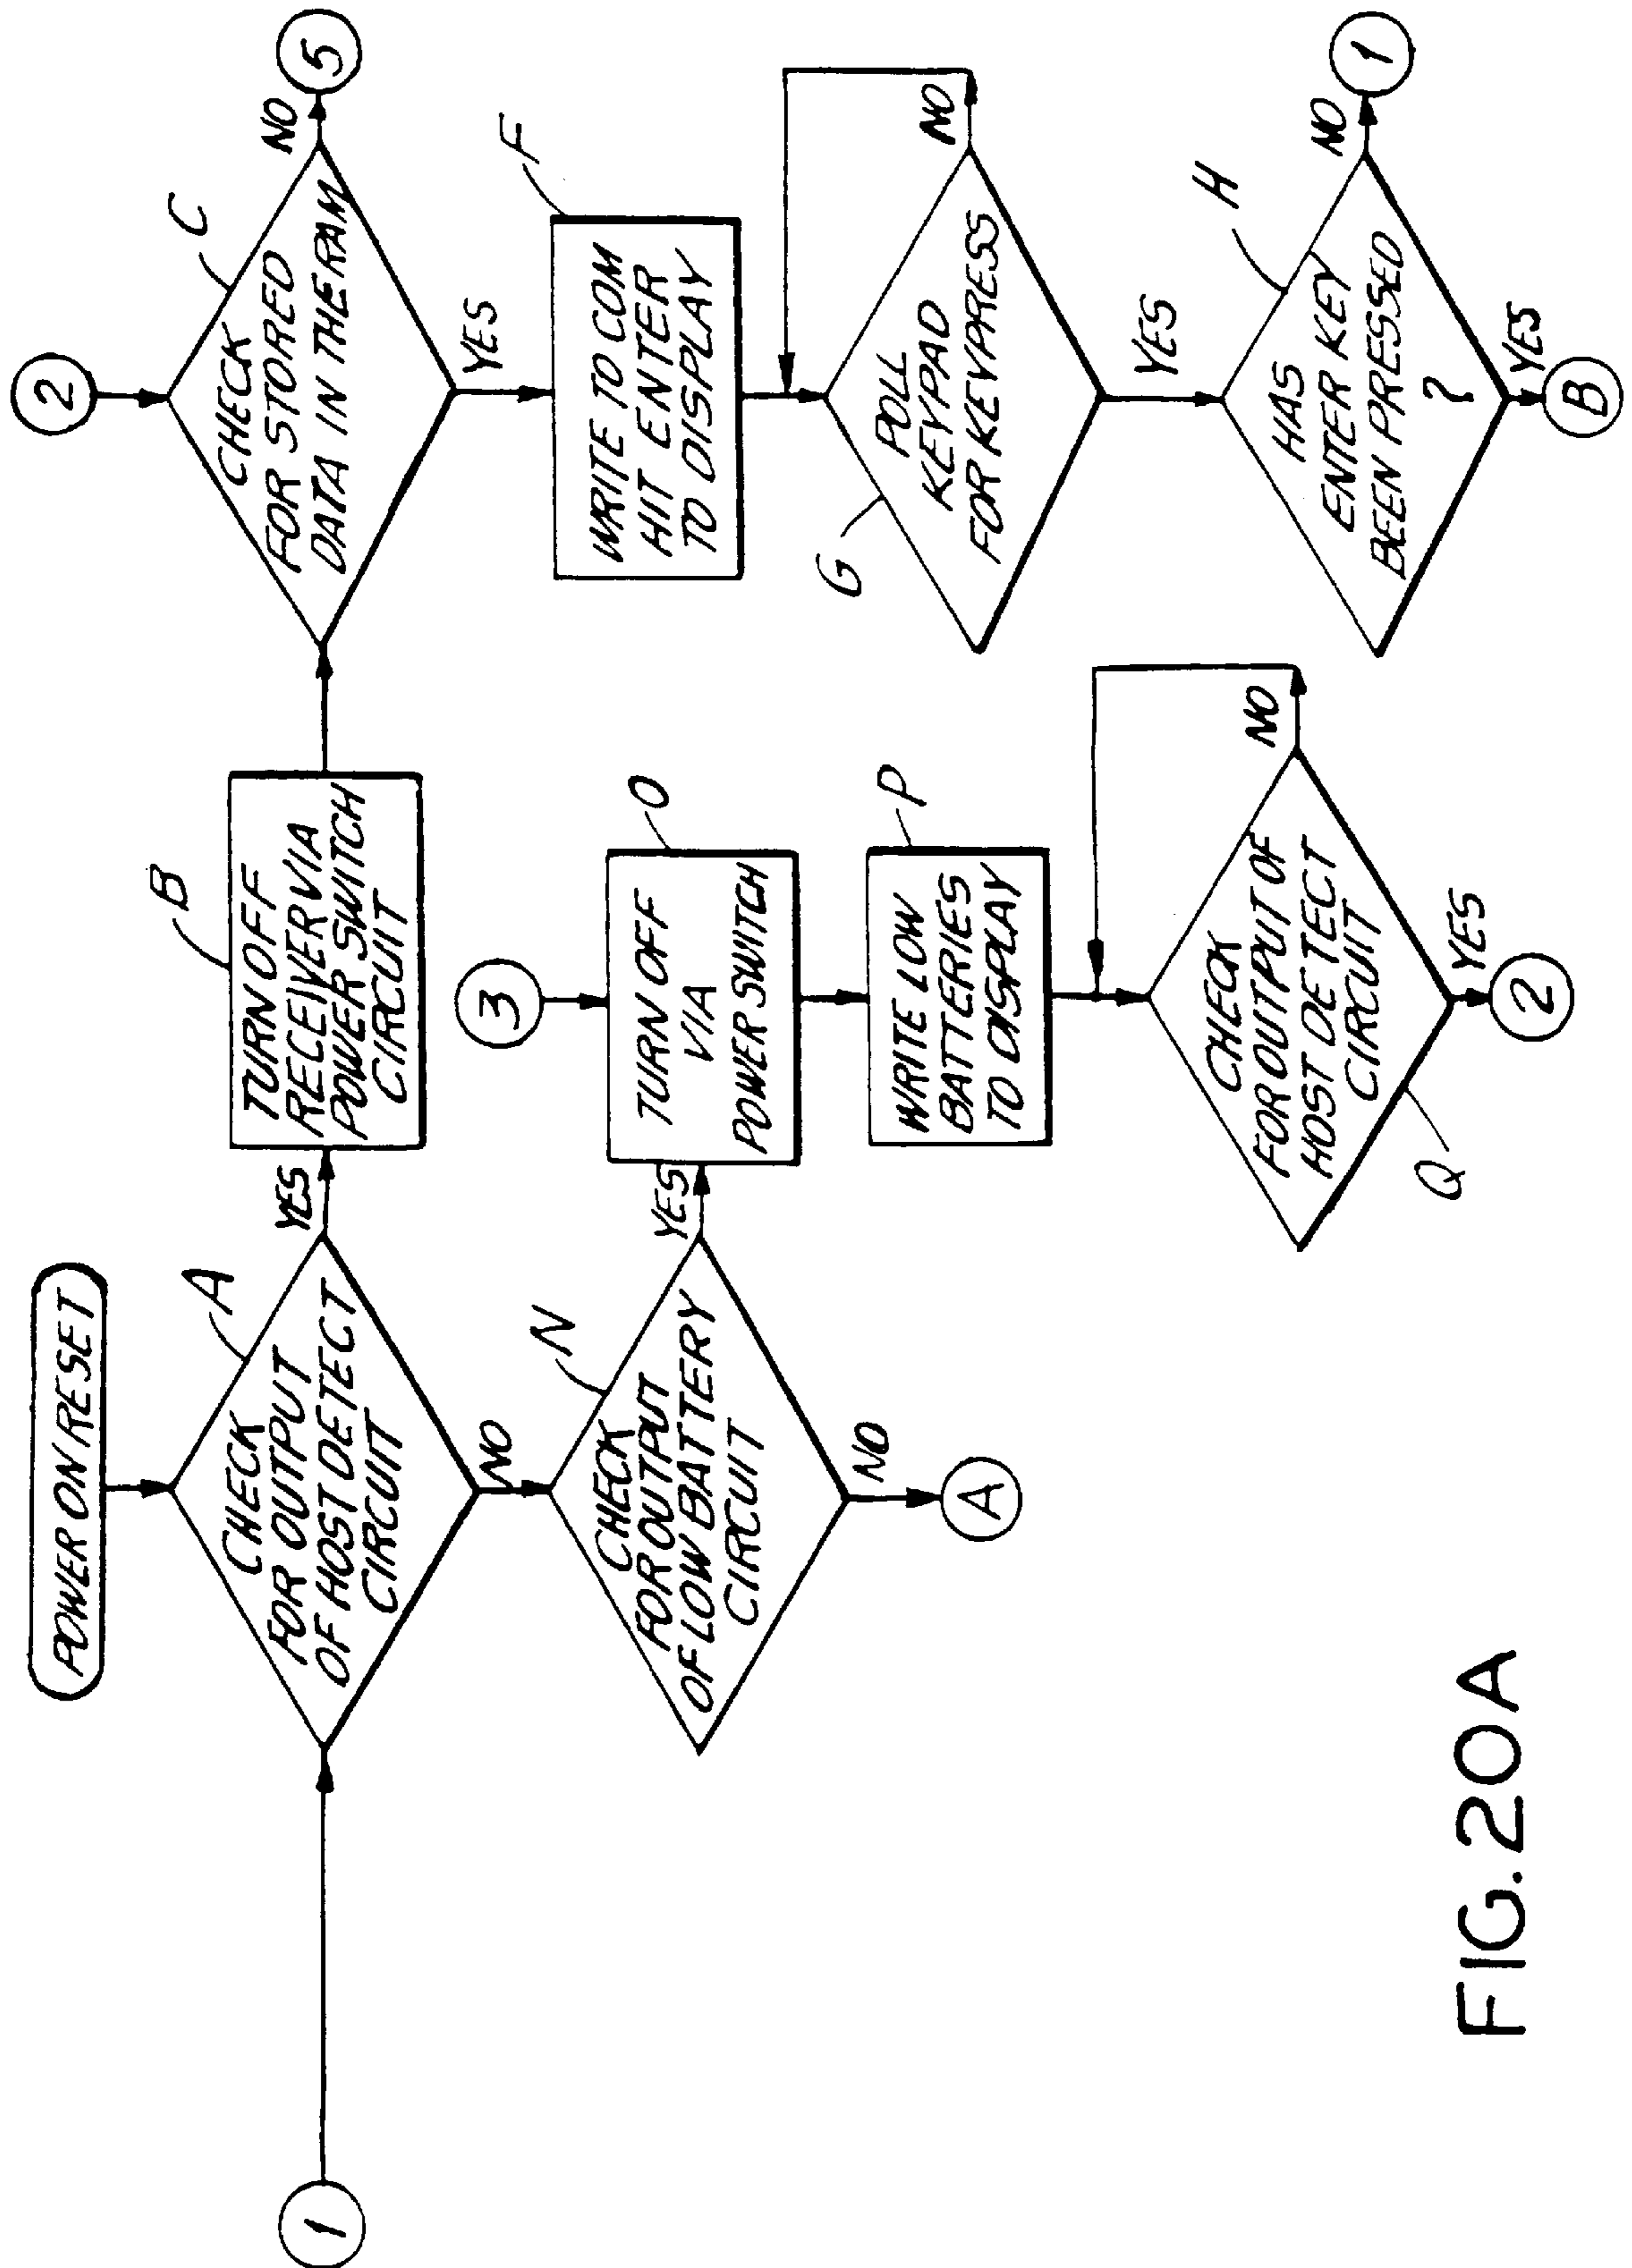 POWER ON RESET
1
CHECK
FOR OUTPUT
OF HOST DETECT
CIRCUIT
A
YES
NO
TURN OFF
RECEIVER VIA
POWER SWITCH
CIRCUIT
B
2
CHECK
FOR STORED
DATA IN THE RAM
C
NO
5
YES
WRITE TO COM
HIT ENTER
TO DISPLAY
F
POLL
KEYPAD
FOR KEYPRESS
G
NO
YES
HAS
ENTER KEY
BEEN PRESSED
?
H
NO
1
YES
B
CHECK
FOR OUTPUT
OF LOW BATTERY
CIRCUIT
N
YES
NO
A
3
TURN OFF
VIA
POWER SWITCH
O
WRITE LOW
BATTERIES
TO DISPLAY
P
CHECK
FOR OUTPUT OF
HOST DETECT
CIRCUIT
Q
NO
YES
2
FIG. 20A